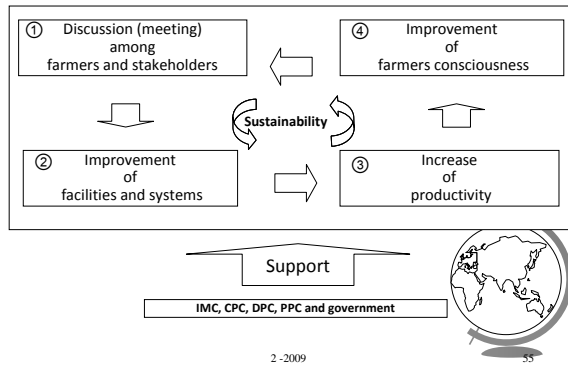 ① Discussion (meeting)
among
farmers and stakeholders
④ Improvement
of
farmers consciousness
Sustainability
② Improvement
of
facilities and systems
③ Increase
of
productivity
Support
IMC, CPC, DPC, PPC and government
2 -2009
55